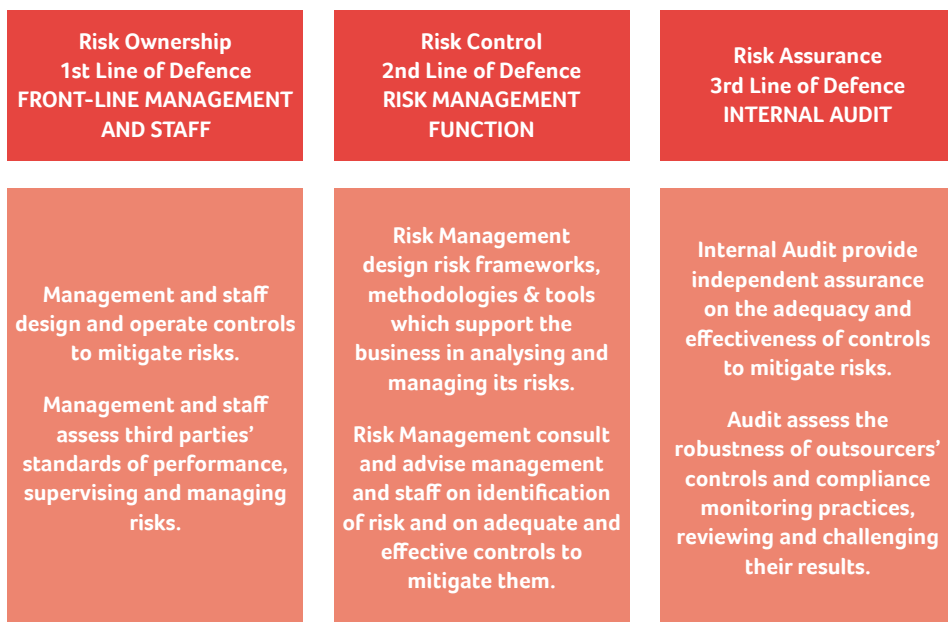 Risk Ownership
1st Line of Defence
FRONT-LINE MANAGEMENT
AND STAFF
Management and staff
design and operate controls
to mitigate risks.
Management and staff
assess third parties’
standards of performance,
supervising and managing
risks.
Risk Control
2nd Line of Defence
RISK MANAGEMENT
FUNCTION
Risk Management
design risk frameworks,
methodologies & tools
which support the
business in analysing and
managing its risks.
Risk Management consult
and advise management
and staff on identification
of risk and on adequate and
effective controls to
mitigate them.
Risk Assurance
3rd Line of Defence
INTERNAL AUDIT
Internal Audit provide
independent assurance
on the adequacy and
effectiveness of controls
to mitigate risks.
Audit assess the
robustness of outsourcers’
controls and compliance
monitoring practices,
reviewing and challenging
their results.